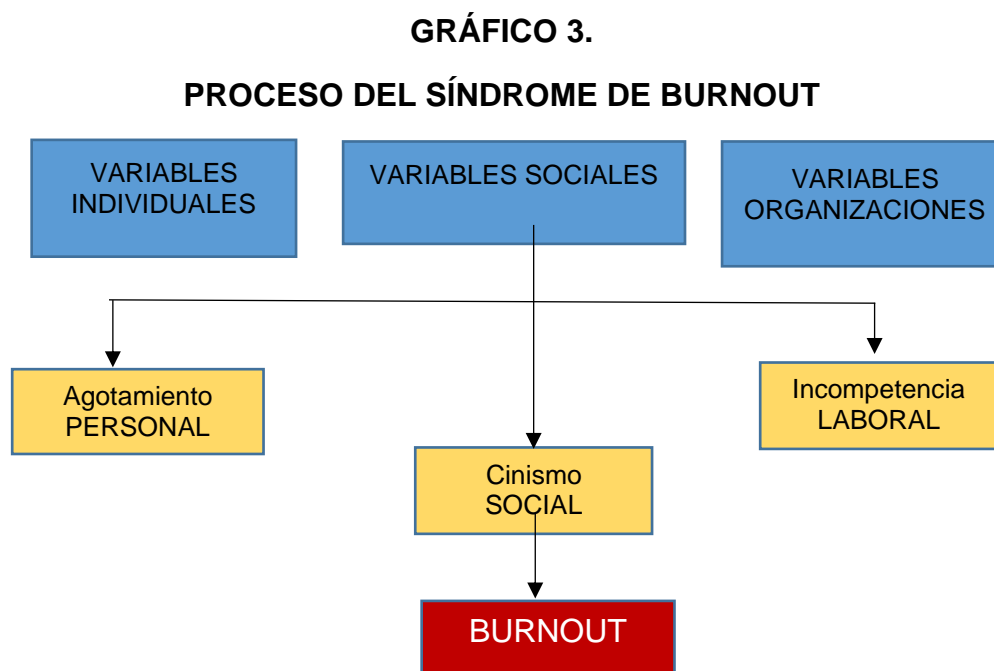 GRÁFICO 3.
PROCESO DEL SÍNDROME DE BURNOUT
VARIABLES
INDIVIDUALES
VARIABLES SOCIALES
VARIABLES
ORGANIZACIONES
Agotamiento
PERSONAL
Incompetencia
LABORAL
Cinismo
SOCIAL
BURNOUT